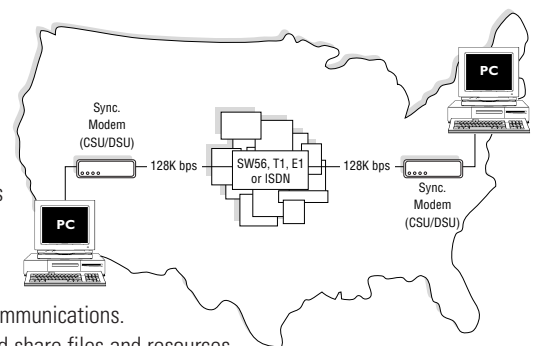 PC
Sync.
Modem
(CSU/DSU)
128K bps
SW56, T1, E1
or ISDN
128K bps
Sync.
Modem
(CSU/DSU)
PC
mmunications.
d share files and resources